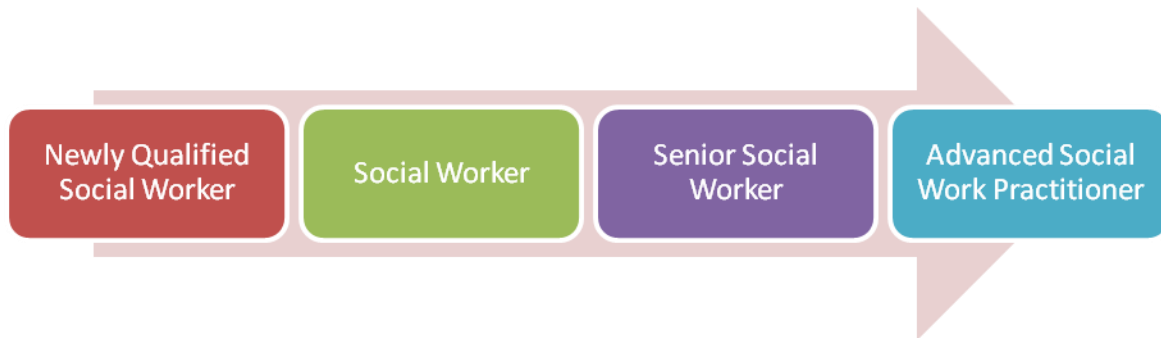 Newly Qualified
Social Worker
Social Worker
Senior Social
Worker
Advanced Social
Work Practitioner